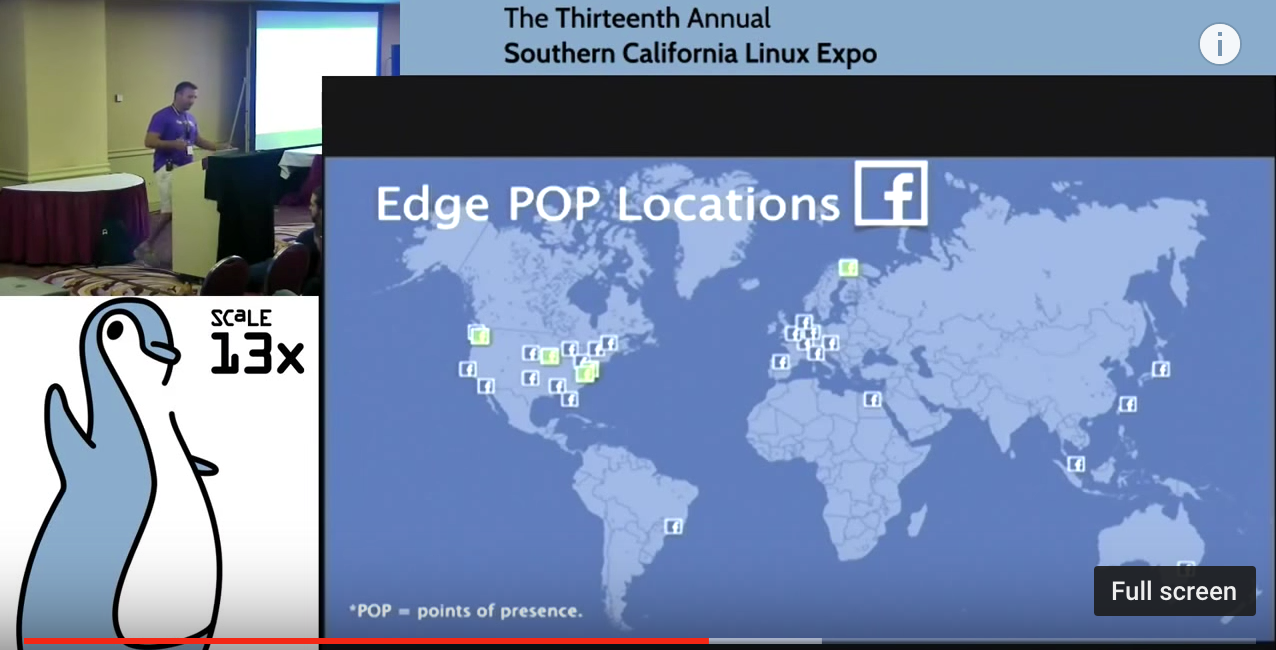 The Thirteenth Annual
Southern California Linux Expo
i
SCaLE
13x
Edge POP Locations f
*POP = points of presence.
Full screen